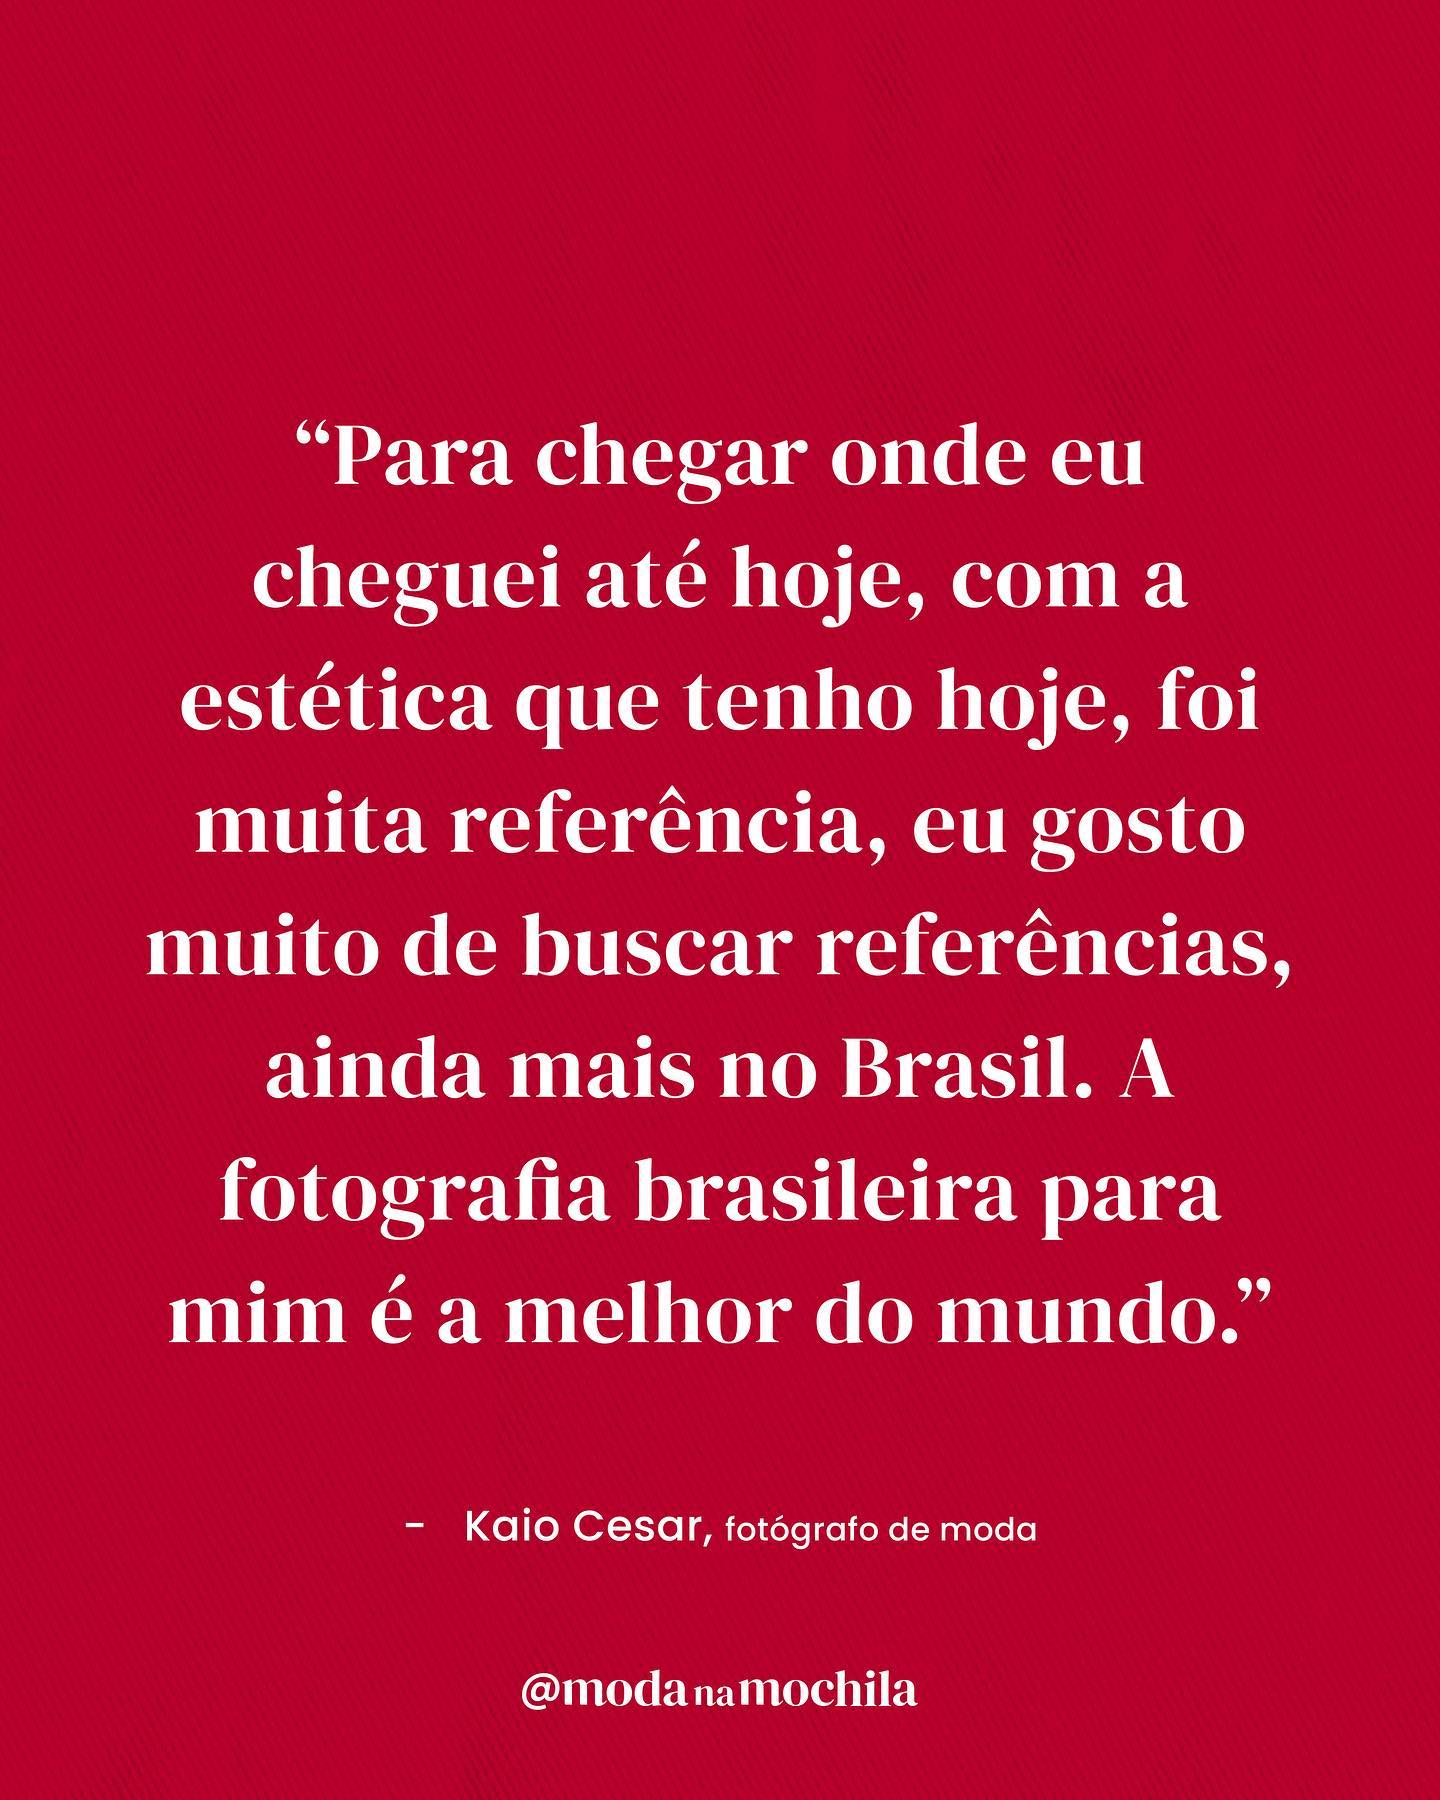 “Para chegar onde eu
cheguei até hoje, com a
estética que tenho hoje, foi
muita referência, eu gosto
muito de buscar referências,
ainda mais no Brasil. A
fotografia brasileira para
mim é a melhor do mundo.”
- Kaio Cesar, fotógrafo de moda
@modanamochila